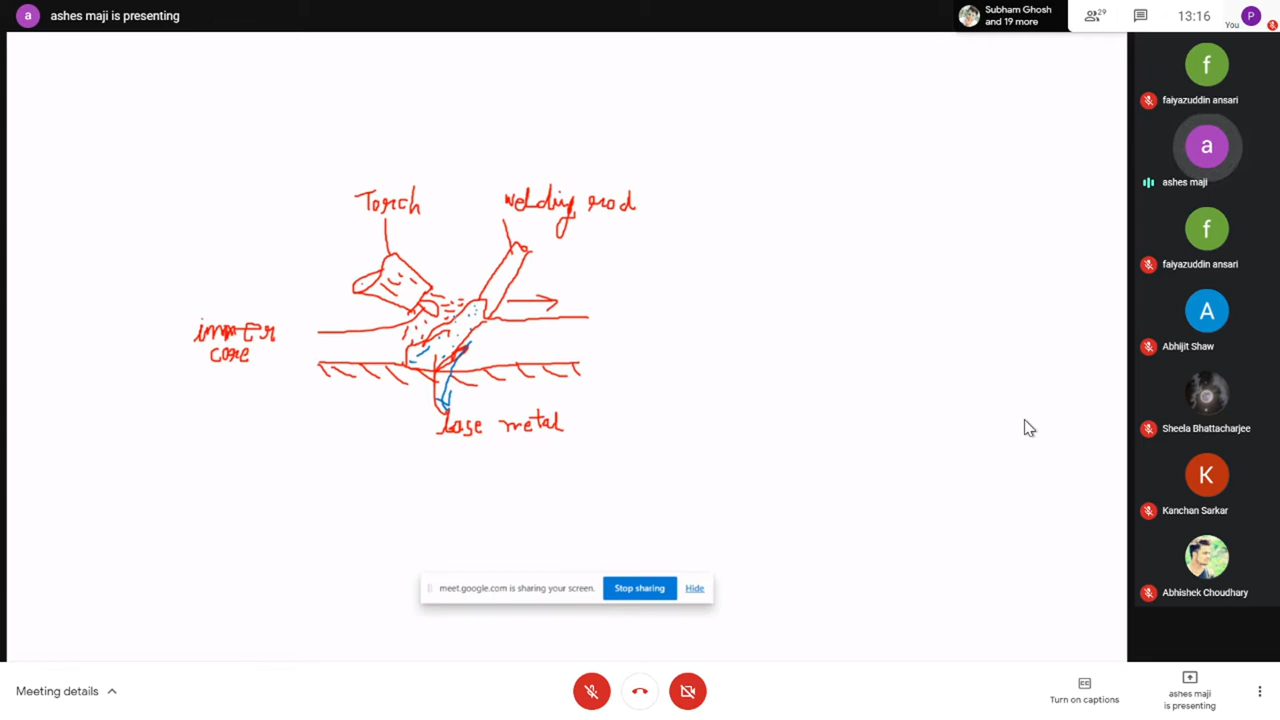 a ashes maji is presenting
Subham Ghosh
and 19 more
29
13:16
You
P
f
faiyazuddin ansari
a
ashes maji
f
faiyazuddin ansari
A
Abhijit Shaw
Sheela Bhattacharjee
K
Kanchan Sarkar
Abhishek Choudhary
Torch
welding rod
core
base metal
meet.google.com is sharing your screen.
Stop sharing
Hide
Meeting details
CC
Turn on captions
ashes maji
is presenting